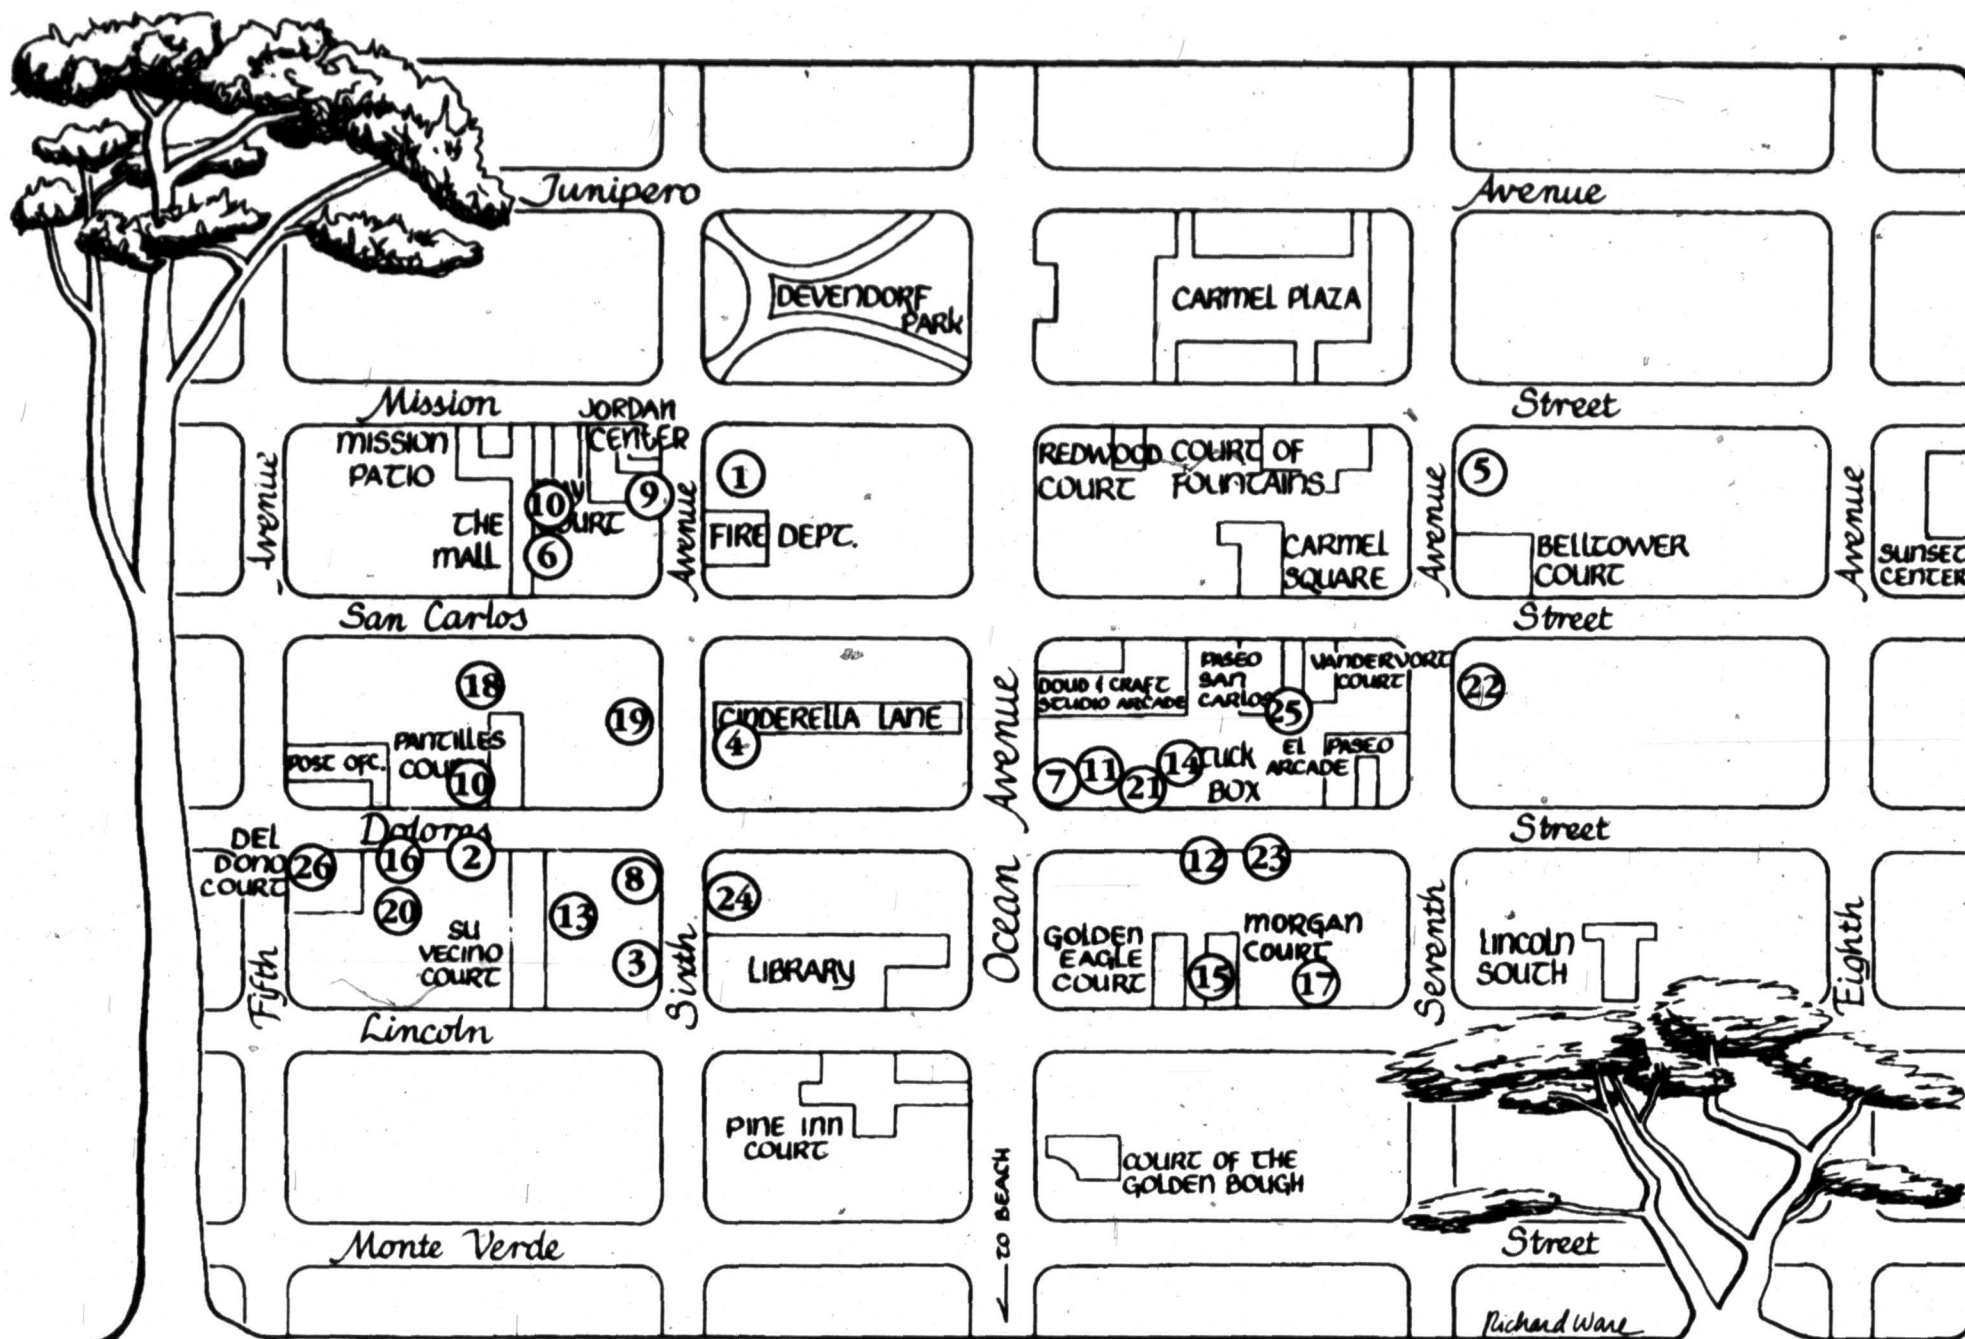 Junipero Avenue
DEVENDORF
PARK
CARMEL PLAZA
Mission Street
MISSION
PATIO
JORDAN
CENTER
THE
MALL
10
9
6
1
FIRE DEPT.
REDWOOD
COURT
COURT OF
FOUNTAINS
CARMEL
SQUARE
5
BELLTOWER
COURT
SUNSET
CENTER
Avenue
Avenue
Avenue
Avenue
San Carlos Street
18
19
POST OFC.
PANTILLES
10
CINDERELLA LANE
4
DOUD & CRAFT
STUDIO ARCADE
PASEO
SAN
CARLOS
VANDERVORT
COURT
25
22
7
11
21
14
TUCK
BOX
EL PASEO
ARCADE
Avenue
Dolores Street
DEL
DONO
COURT
26
16
2
20
SU
VECINO
COURT
13
8
3
24
LIBRARY
12
23
GOLDEN
EAGLE
COURT
15
MORGAN
COURT
17
LINCOLN
SOUTH
Fifth
Sixth
Ocean
Seventh
Eighth
Lincoln
PINE INN
COURT
COURT OF THE
GOLDEN BOUGH
TO BEACH
Monte Verde Street
Richard Ware